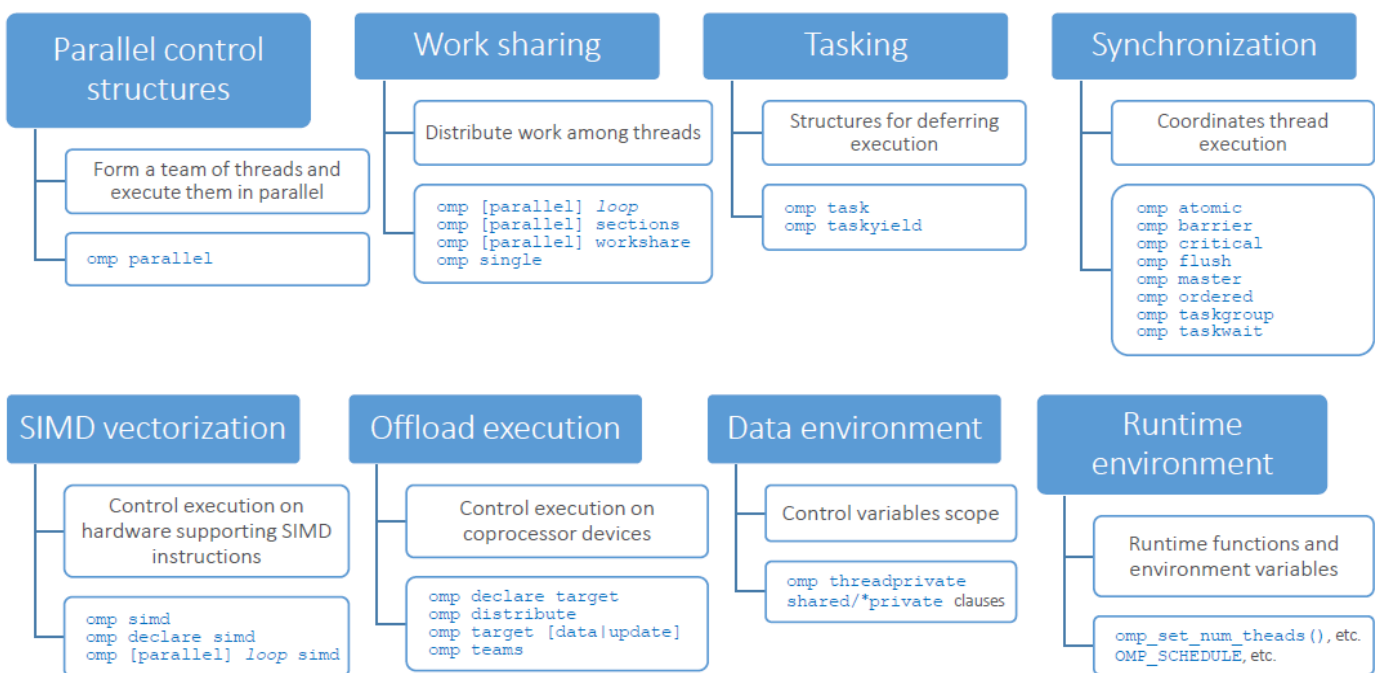 Parallel control
structures
Form a team of threads and
execute them in parallel
omp parallel
Work sharing
Distribute work among threads
omp [parallel] loop
omp [parallel] sections
omp [parallel] workshare
omp single
Tasking
Structures for deferring
execution
omp task
omp taskyield
Synchronization
Coordinates thread
execution
omp atomic
omp barrier
omp critical
omp flush
omp master
omp ordered
omp taskgroup
omp taskwait
SIMD vectorization
Control execution on
hardware supporting SIMD
instructions
omp simd
omp declare simd
omp [parallel] loop simd
Offload execution
Control execution on
coprocessor devices
omp declare target
omp distribute
omp target [data|update]
omp teams
Data environment
Control variables scope
omp threadprivate
shared/*private clauses
Runtime
environment
Runtime functions and
environment variables
omp_set_num_theads(), etc.
OMP_SCHEDULE, etc.